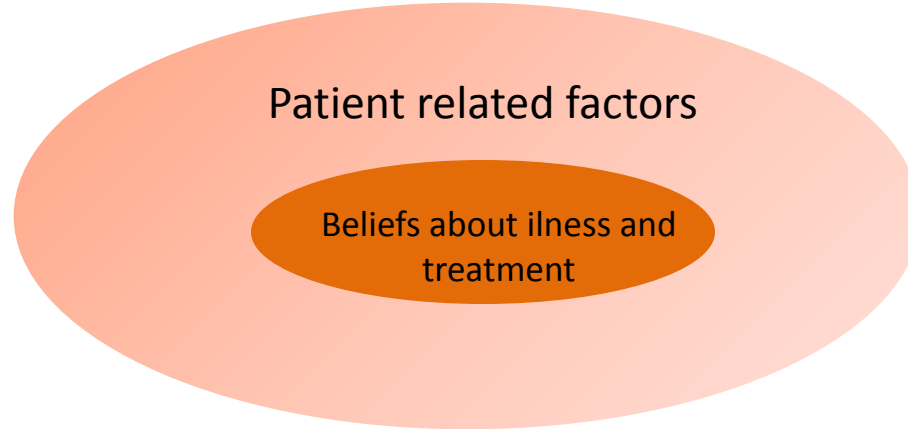 Patient related factors
Beliefs about ilness and
treatment